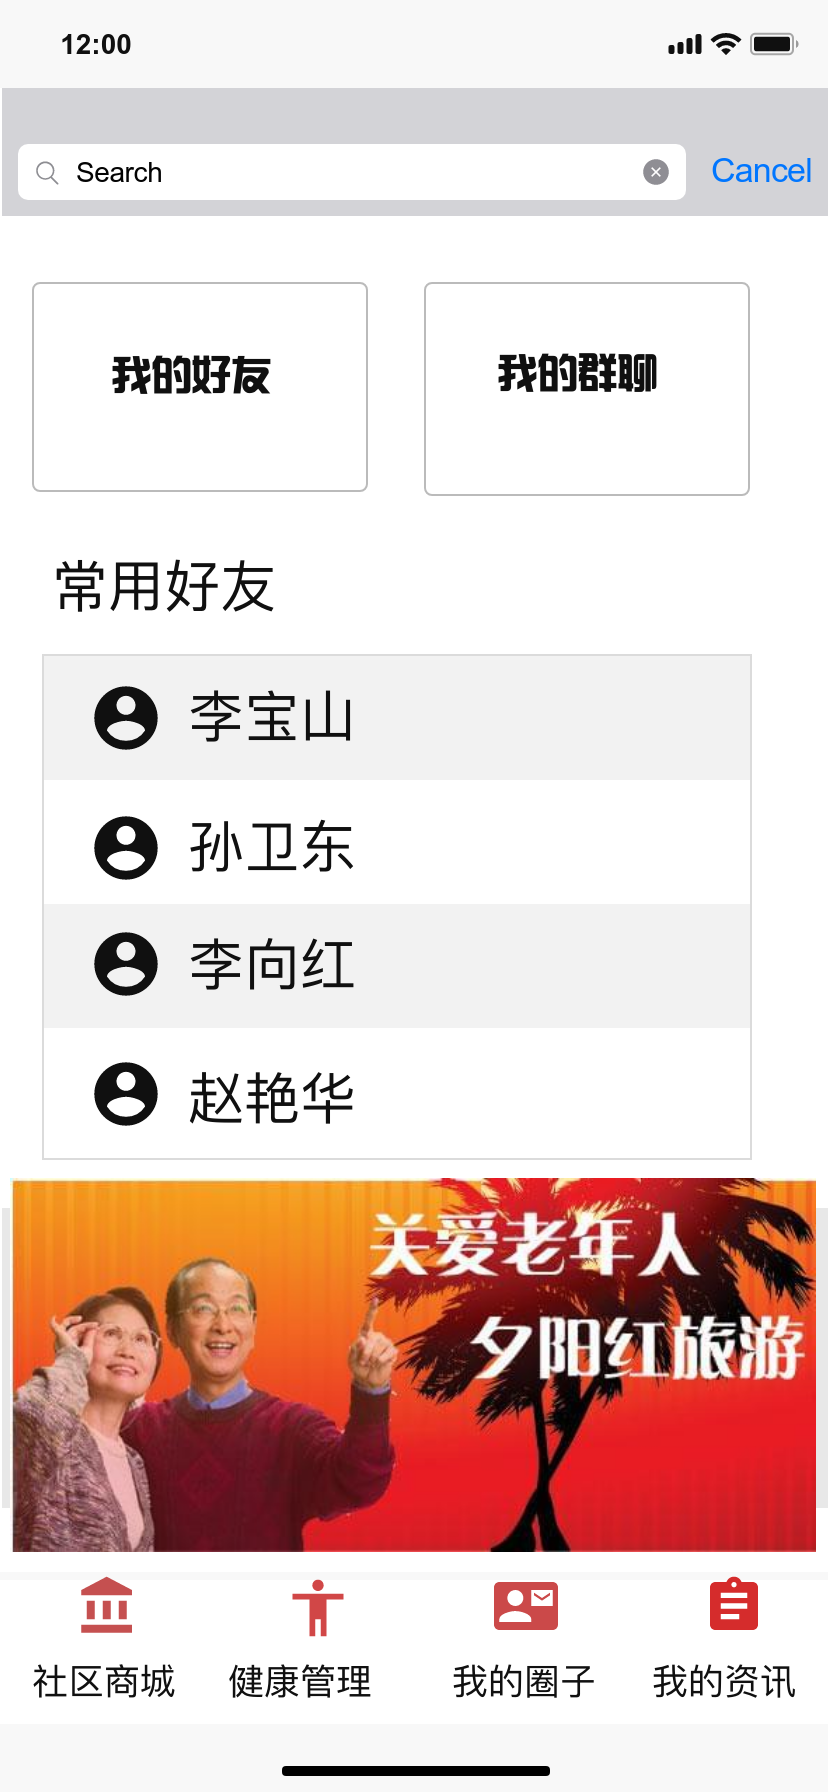 12:00
Search
Cancel
我的好友
我的群聊
常用好友
李宝山
孙卫东
李向红
赵艳华
关爱老年人
夕阳红旅游
社区商城
健康管理
我的圈子
我的资讯